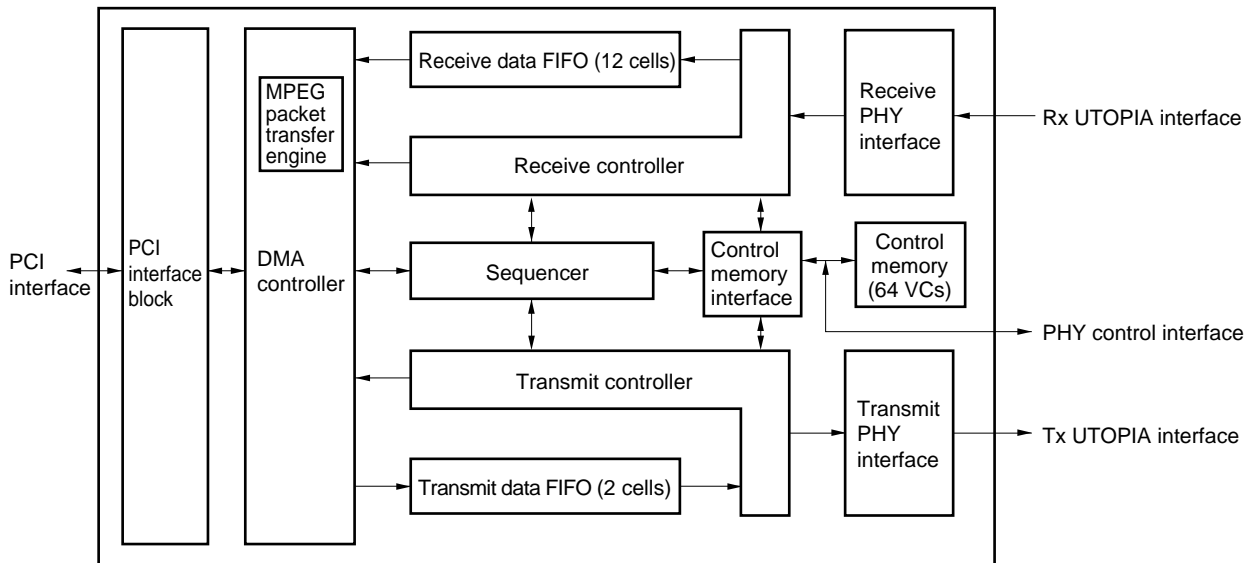 PCI
interface
PCI
interface
block
DMA
controller
MPEG
packet
transfer
engine
Receive data FIFO (12 cells)
Receive controller
Receive
PHY
interface
Rx UTOPIA interface
Sequencer
Control
memory
interface
Control
memory
(64 VCs)
PHY control interface
Transmit controller
Transmit data FIFO (2 cells)
Transmit
PHY
interface
Tx UTOPIA interface